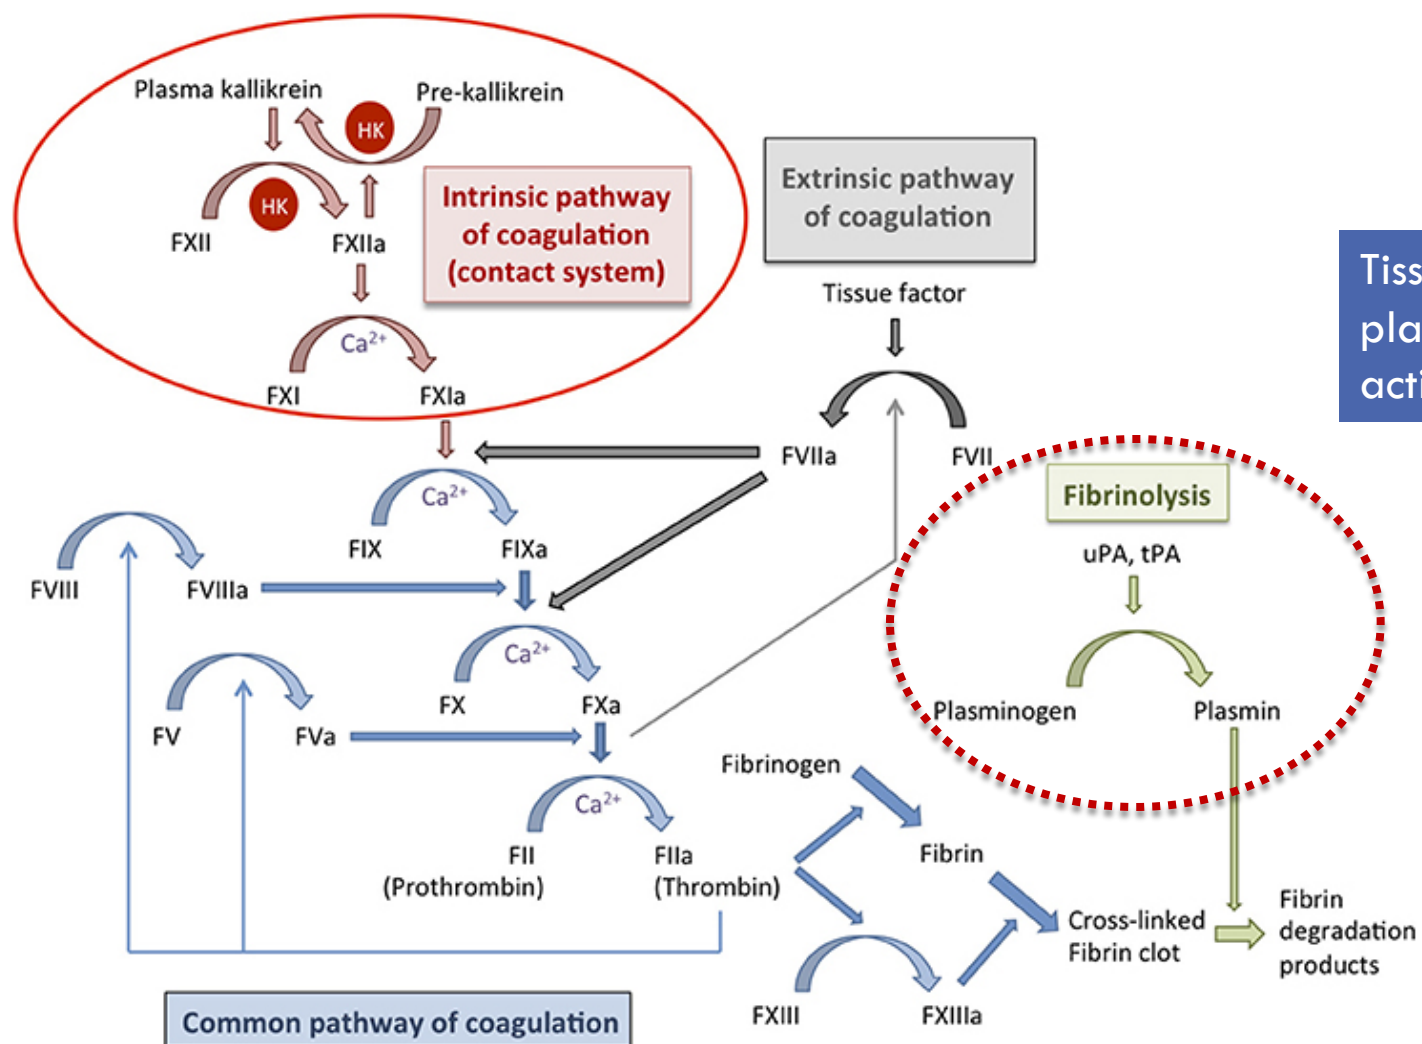 Plasma kallikrein
Pre-kallikrein
HK
HK
FXII
FXIIa
Intrinsic pathway
of coagulation
(contact system)
Ca2+
FXI
FXIa
Extrinsic pathway
of coagulation
Tissue factor
FVIIa
FVII
Ca2+
FIX
FIXa
FVIII
FVIIIa
Ca2+
FX
FXa
FV
FVa
Ca2+
FII
(Prothrombin)
FIIa
(Thrombin)
Fibrinogen
Fibrin
Cross-linked
Fibrin clot
FXIII
FXIIIa
Fibrin
degradation
products
Fibrinolysis
uPA, tPA
Plasminogen
Plasmin
Common pathway of coagulation